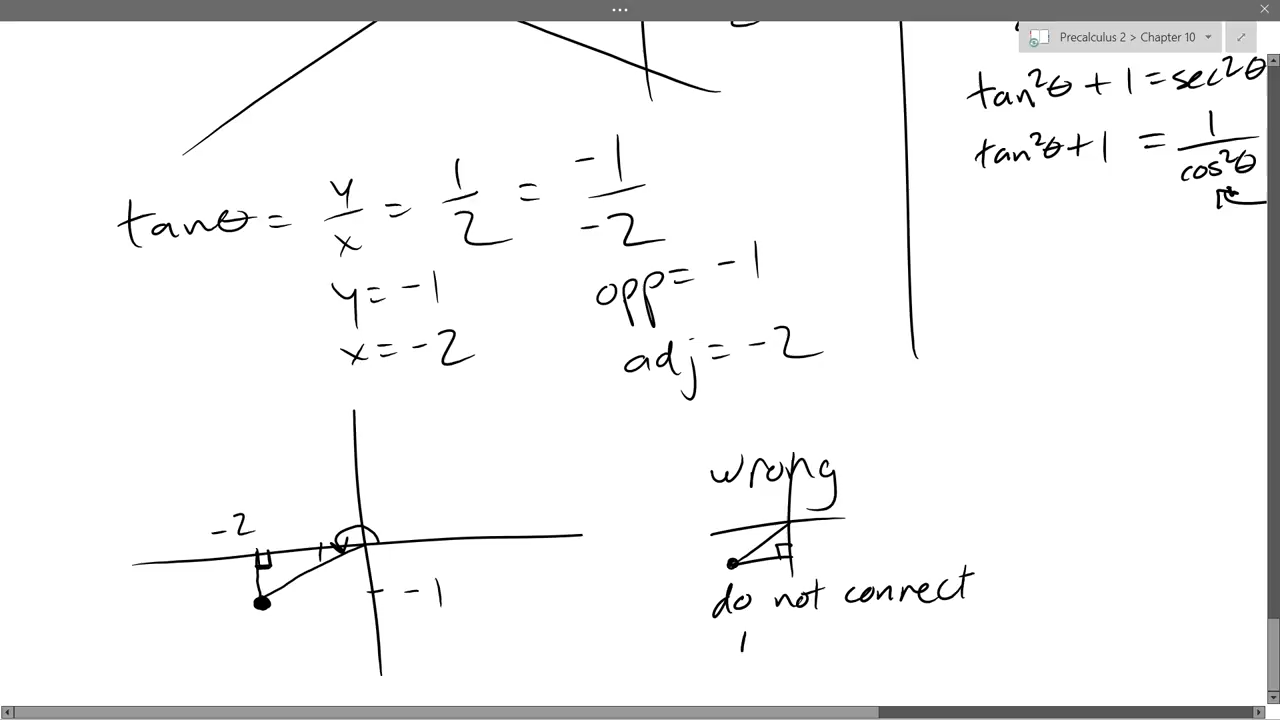 Precalculus 2 > Chapter 10
tan²θ + 1 = sec²θ
tan²θ + 1 = 1/cos²θ
tanθ = y/x = 1/2 = -1/-2
y = -1
x = -2
opp = -1
adj = -2
-2
-1
wrong
do not connect